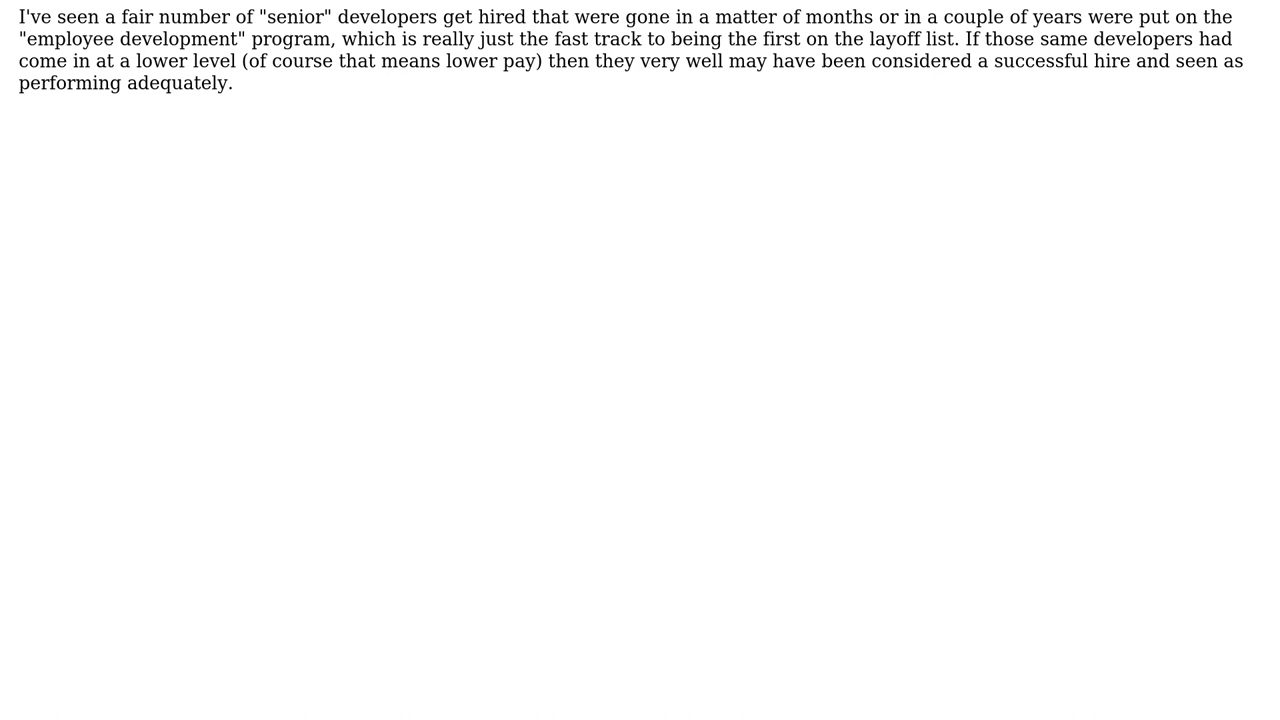 I've seen a fair number of "senior" developers get hired that were gone in a matter of months or in a couple of years were put on the
"employee development" program, which is really just the fast track to being the first on the layoff list. If those same developers had
come in at a lower level (of course that means lower pay) then they very well may have been considered a successful hire and seen as
performing adequately.